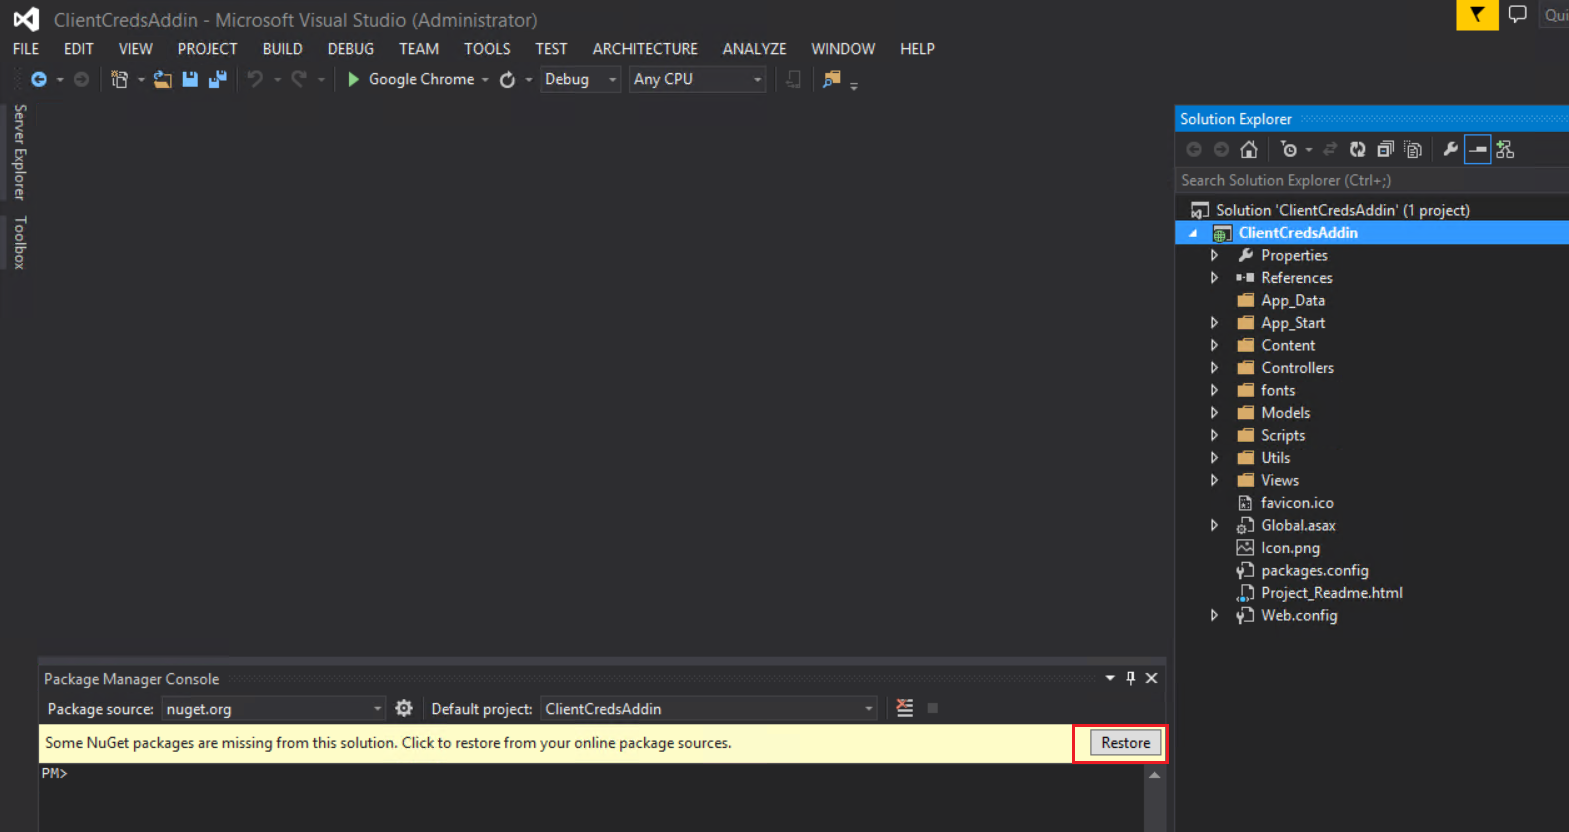 ClientCredsAddin - Microsoft Visual Studio (Administrator)
Qui
FILE EDIT VIEW PROJECT BUILD DEBUG TEAM TOOLS TEST ARCHITECTURE ANALYZE WINDOW HELP
Google Chrome Debug Any CPU
Server Explorer
Toolbox
Solution Explorer
Search Solution Explorer (Ctrl+;)
Solution 'ClientCredsAddin' (1 project)
ClientCredsAddin
Properties
References
App_Data
App_Start
Content
Controllers
fonts
Models
Scripts
Utils
Views
favicon.ico
Global.asax
Icon.png
packages.config
Project_Readme.html
Web.config
Package Manager Console
Package source: nuget.org Default project: ClientCredsAddin
Some NuGet packages are missing from this solution. Click to restore from your online package sources. Restore
PM>